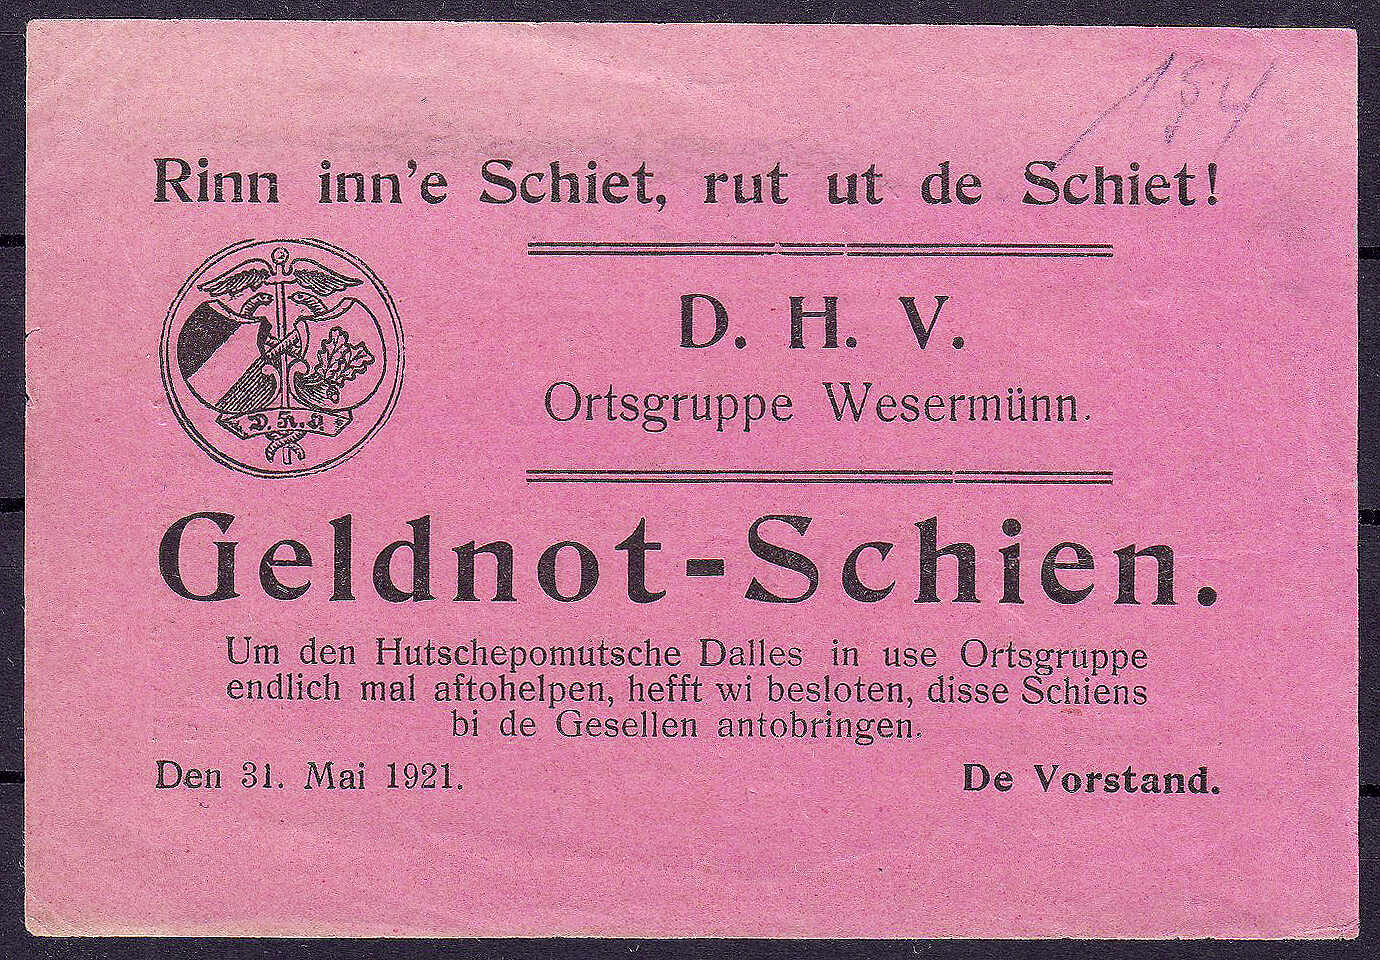 134
Rinn inn'e Schiet, rut ut de Schiet!
D. H. V.
Ortsgruppe Wesermünn.
D.H.V.
Geldnot-Schien.
Um den Hutschepomutsche Dalles in use Ortsgruppe
endlich mal aftohelpen, hefft wi besloten, disse Schiens
bi de Gesellen antobringen.
Den 31. Mai 1921.
De Vorstand.